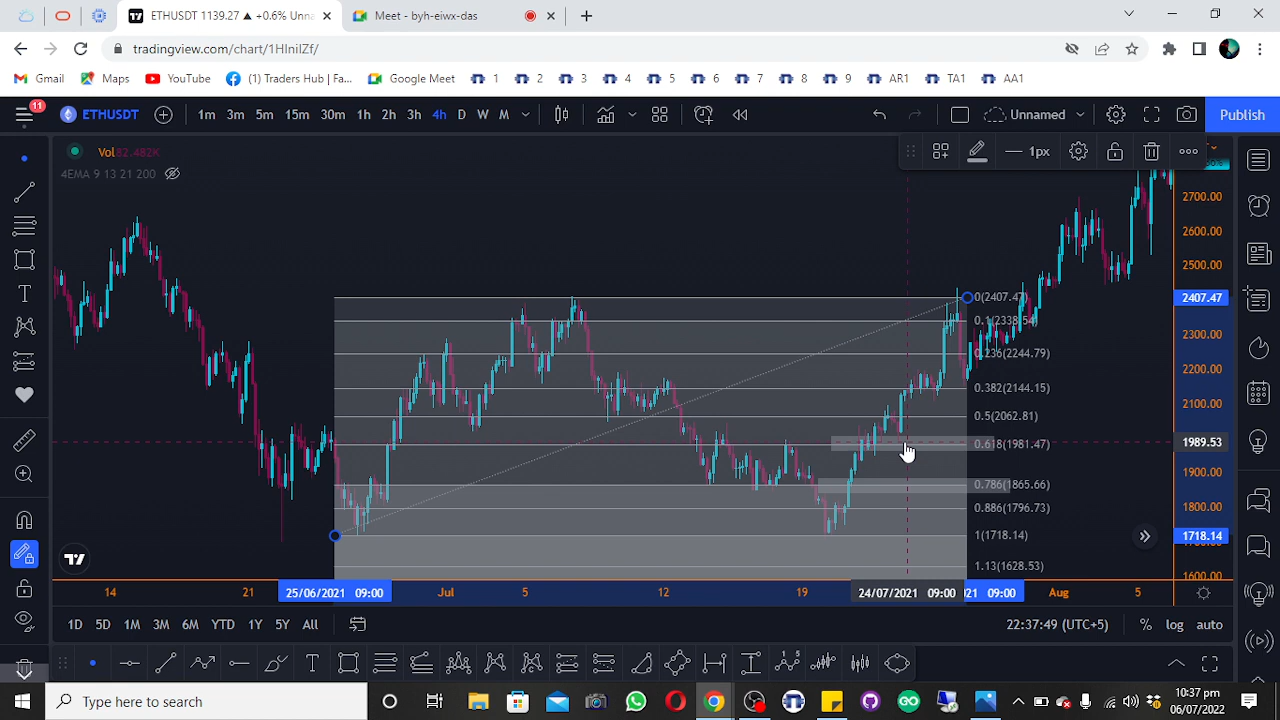 ETHUSDT 1139.27 ▲ +0.6% Unna
Meet - byh-eiwx-das
tradingview.com/chart/1HInilZf/
Gmail Maps YouTube (1) Traders Hub | Fa... Google Meet 1 2 3 4 5 6 7 8 9 AR1 TA1 AA1
11
ETHUSDT 1m 3m 5m 15m 30m 1h 2h 3h 4h D W M Unnamed Publish
Vol 82.482K
1px
4EMA 9 13 21 200
2700.00
2600.00
2500.00
2407.47
2300.00
2200.00
2100.00
1989.53
1900.00
1800.00
1718.14
1600.00
0(2407.47)
0.1(2338.54)
0.236(2244.79)
0.382(2144.15)
0.5(2062.81)
0.618(1981.47)
0.786(1865.66)
0.886(1796.73)
1(1718.14)
1.13(1628.53)
14 21 25/06/2021 09:00 Jul 5 12 19 24/07/2021 09:00 21 09:00 Aug 5
1D 5D 1M 3M 6M YTD 1Y 5Y All 22:37:49 (UTC+5) % log auto
Type here to search
10:37 pm
06/07/2022